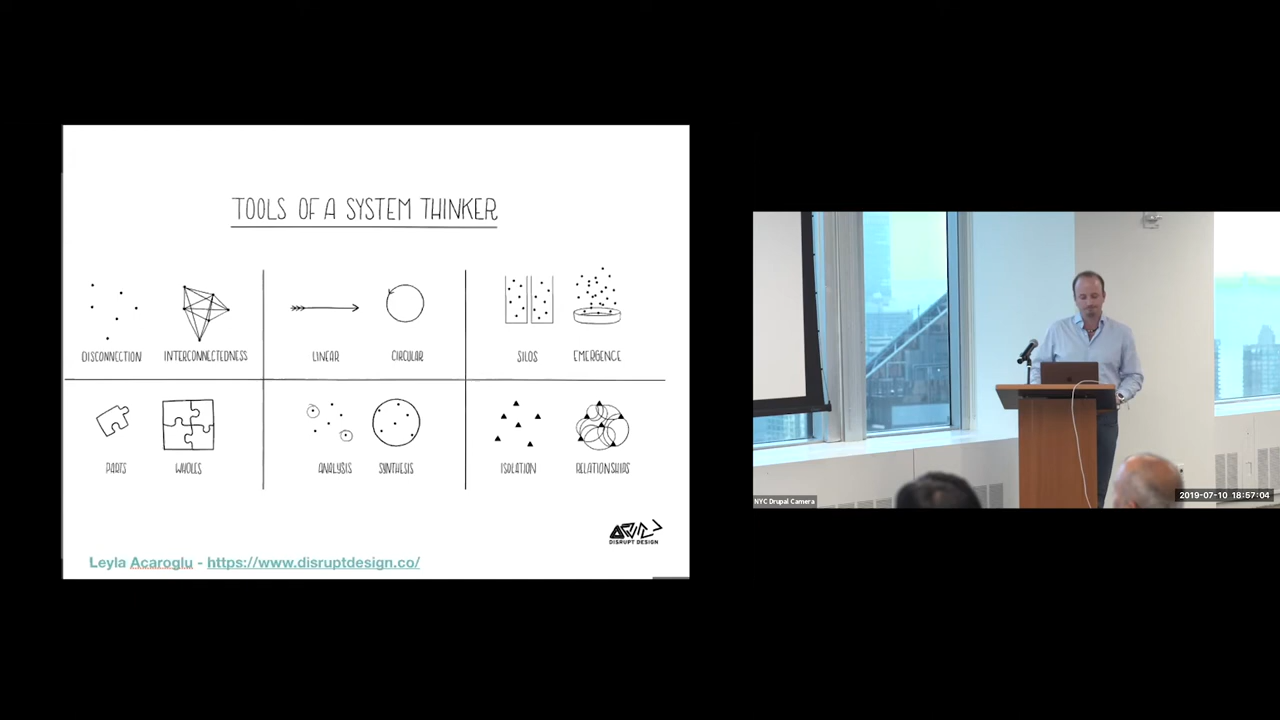 TOOLS OF A SYSTEM THINKER
DISCONNECTION INTERCONNECTEDNESS
LINEAR CIRCULAR
SILOS EMERGENCE
PARTS WHOLES
ANALYSIS SYNTHESIS
ISOLATION RELATIONSHIPS
DISRUPT DESIGN
Leyla Acaroglu - https://www.disruptdesign.co/
NYC Drupal Camera
2019-07-10 18:57:04